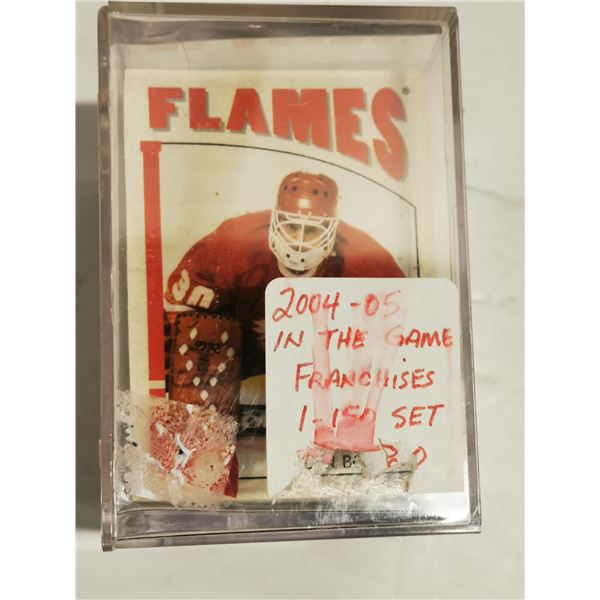 FLAMES
30
2004-05
IN THE GAME
FRANCHISES
1-150 SET